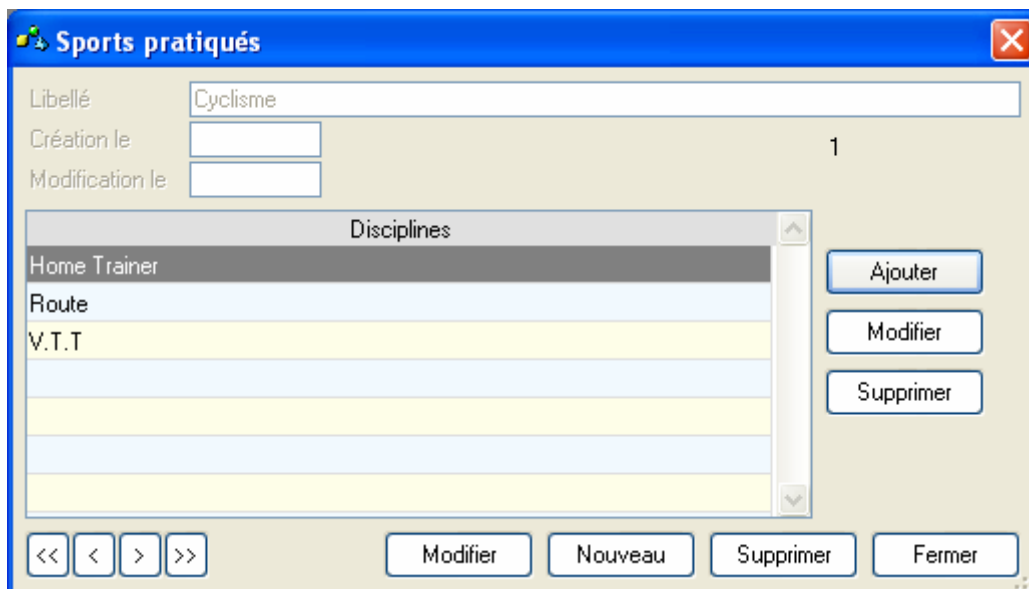 Sports pratiqués
Libellé Cyclisme
Création le
1
Modification le
Disciplines
Home Trainer
Route
V.T.T
Ajouter
Modifier
Supprimer
<< < > >> Modifier Nouveau Supprimer Fermer